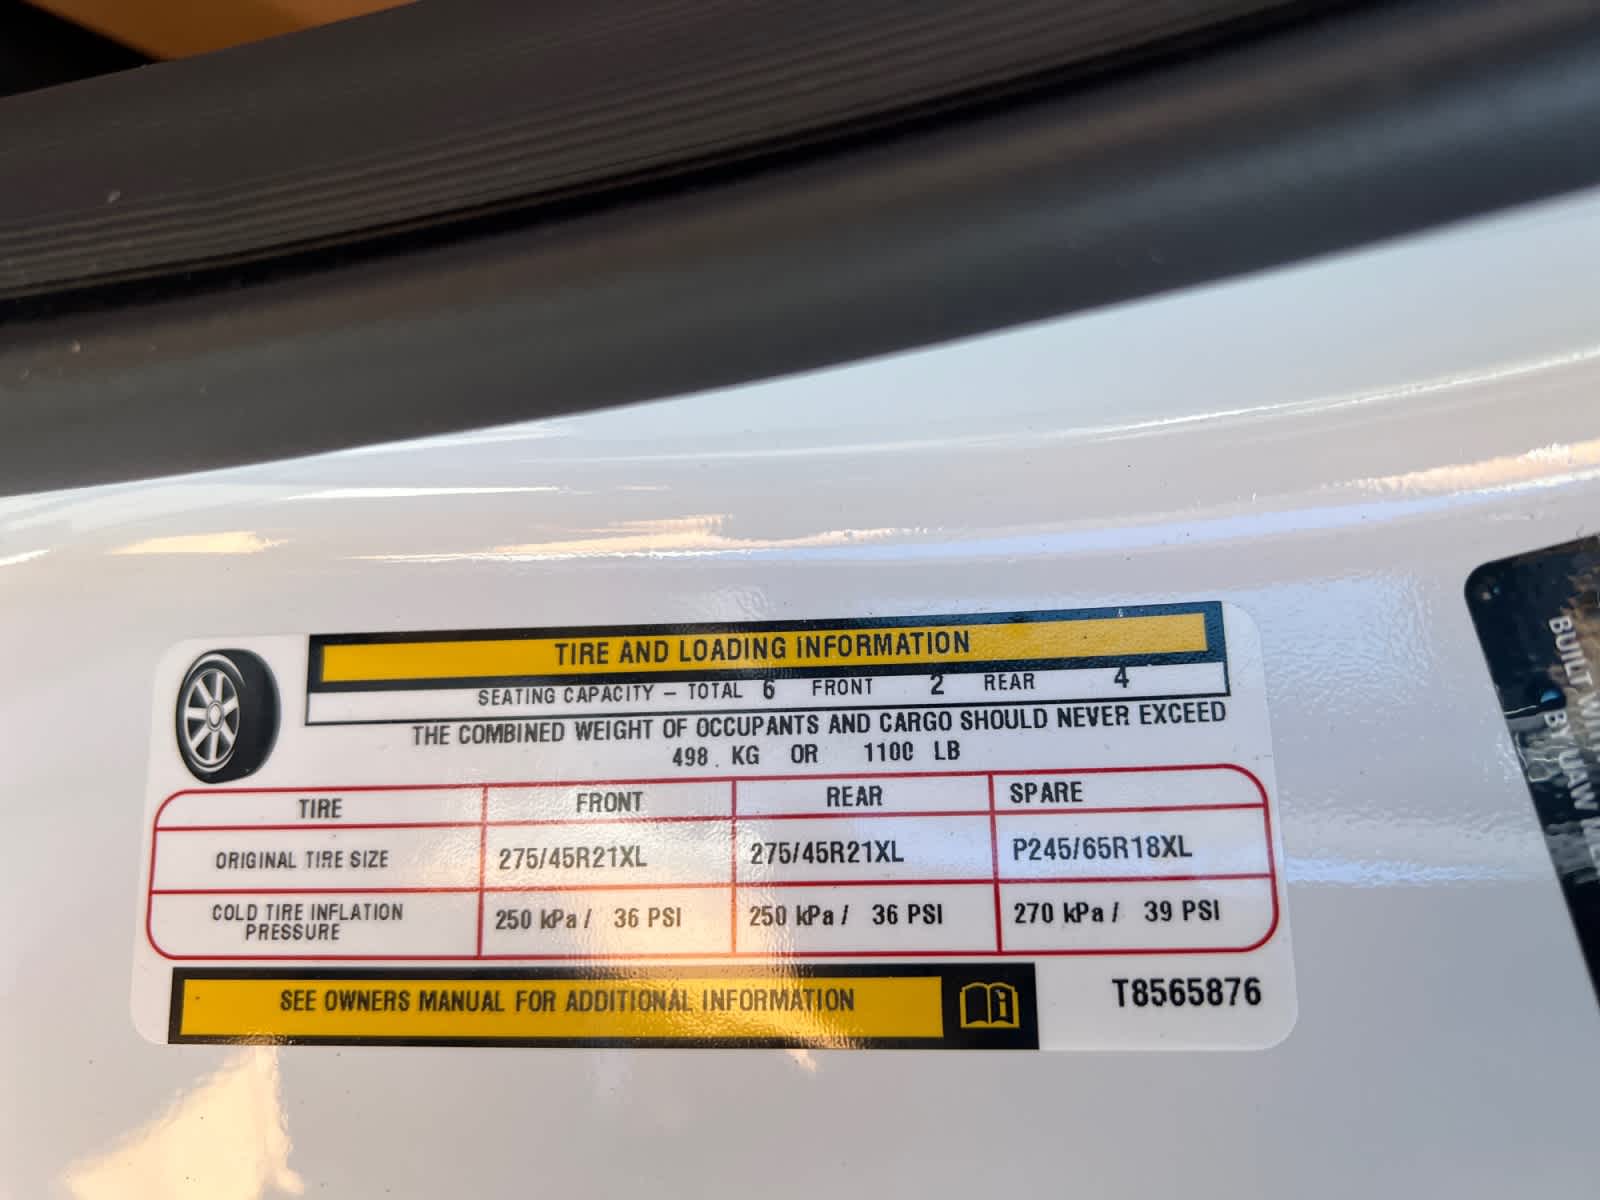 TIRE AND LOADING INFORMATION
SEATING CAPACITY – TOTAL 6 FRONT 2 REAR 4
THE COMBINED WEIGHT OF OCCUPANTS AND CARGO SHOULD NEVER EXCEED
498 KG OR 1100 LB
TIRE FRONT REAR SPARE
ORIGINAL TIRE SIZE 275/45R21XL 275/45R21XL P245/65R18XL
COLD TIRE INFLATION
PRESSURE 250 kPa / 36 PSI 250 kPa / 36 PSI 270 kPa / 39 PSI
SEE OWNERS MANUAL FOR ADDITIONAL INFORMATION
T8565876
BUILT
BY UAW